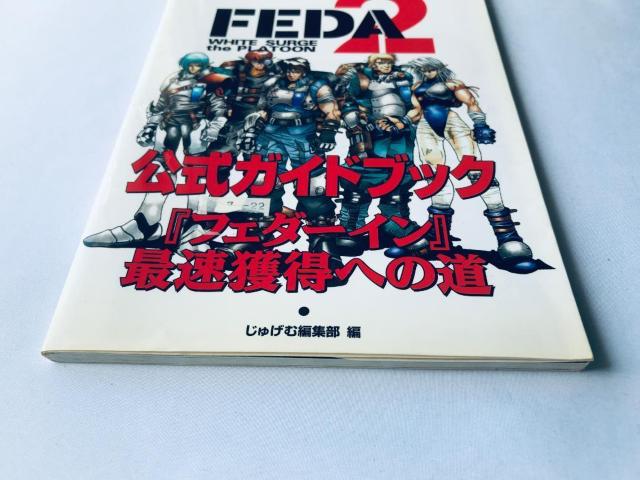 FEDA2
WHITE SURGE
the PLATOON
公式ガイドブック
『フェダーイン』
最速獲得への道
じゅげむ編集部 編